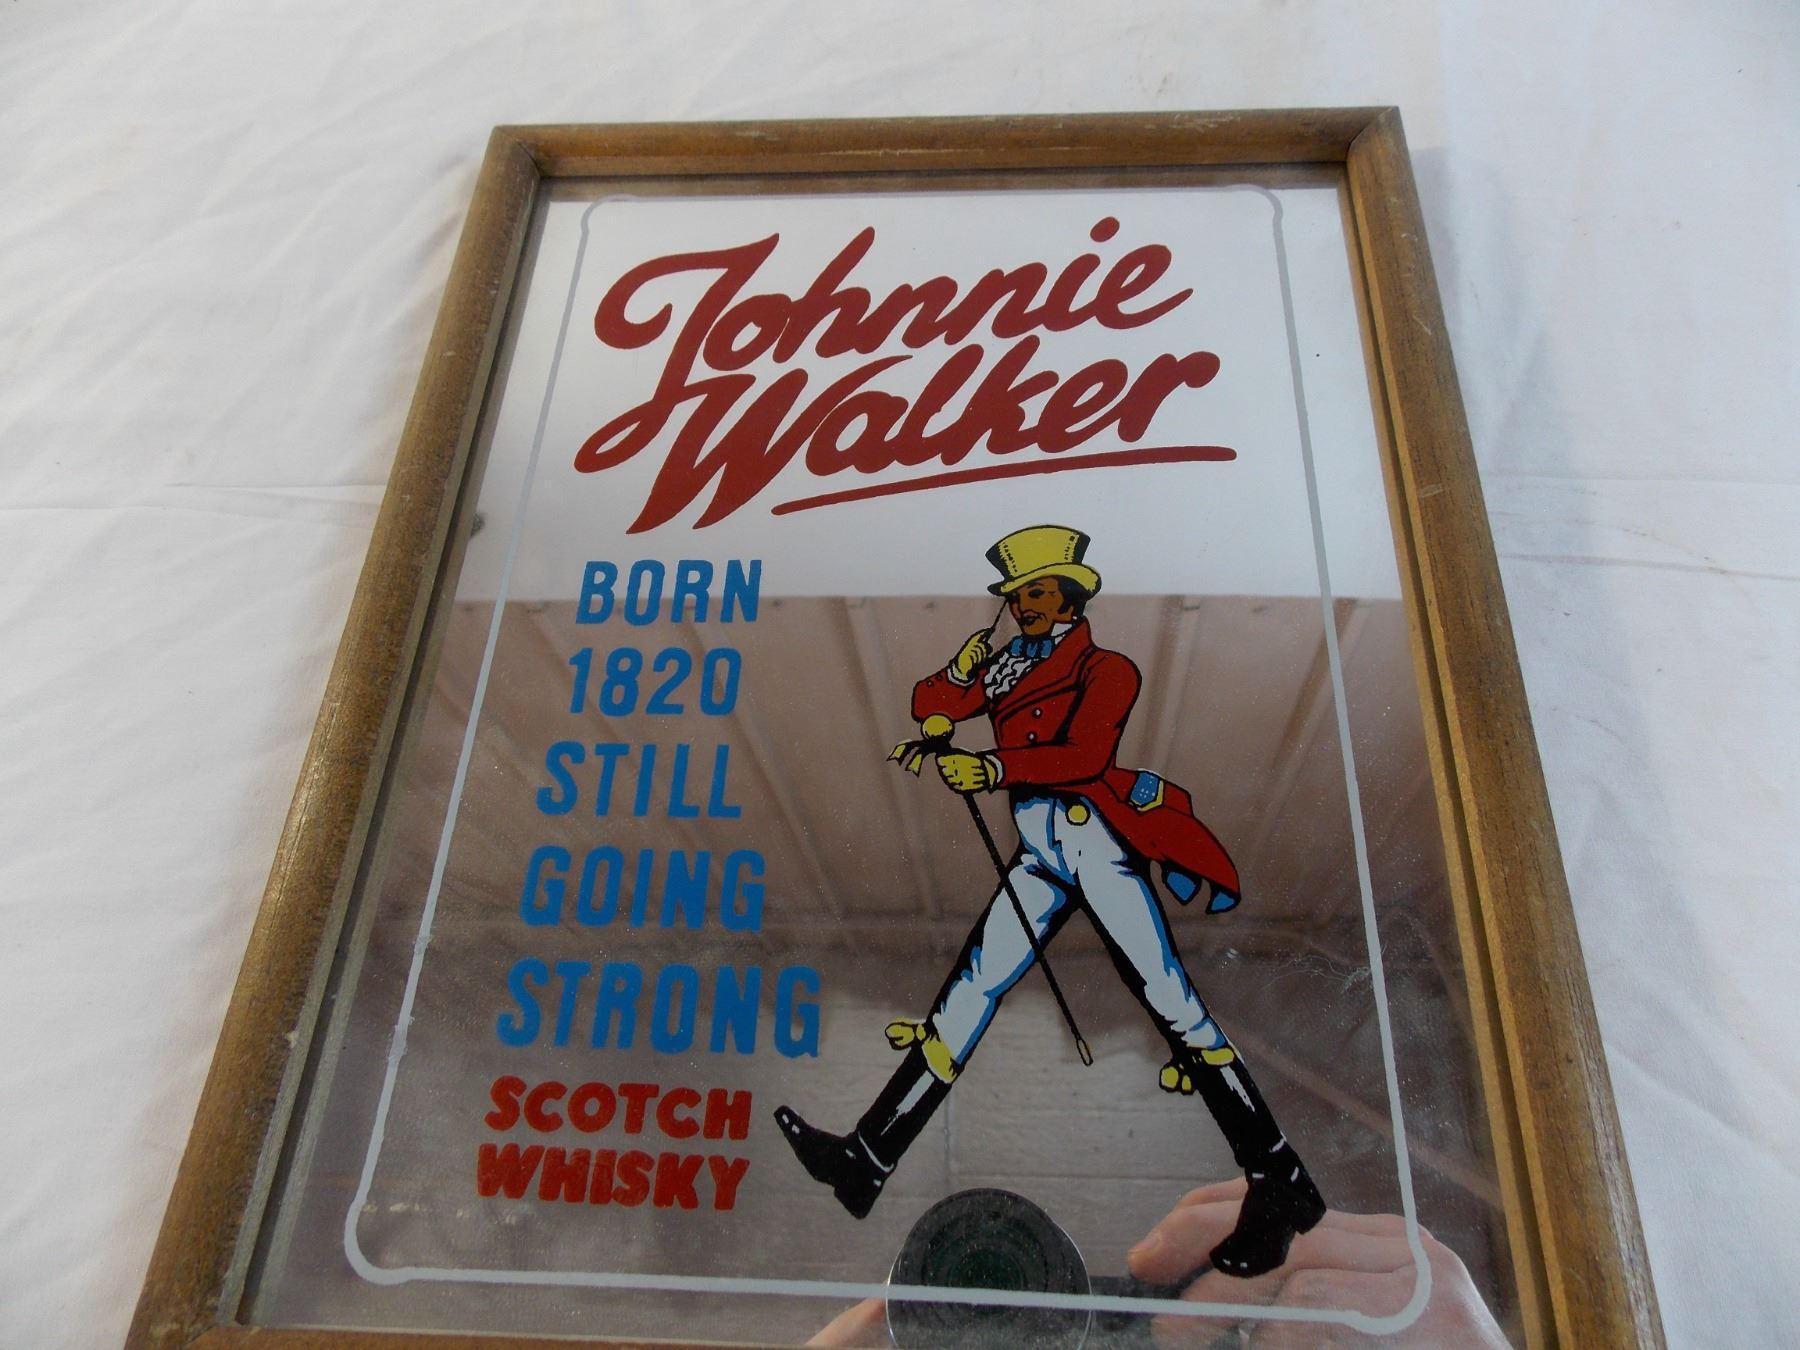 Johnnie
Walker
BORN
1820
STILL
GOING
STRONG
SCOTCH
WHISKY